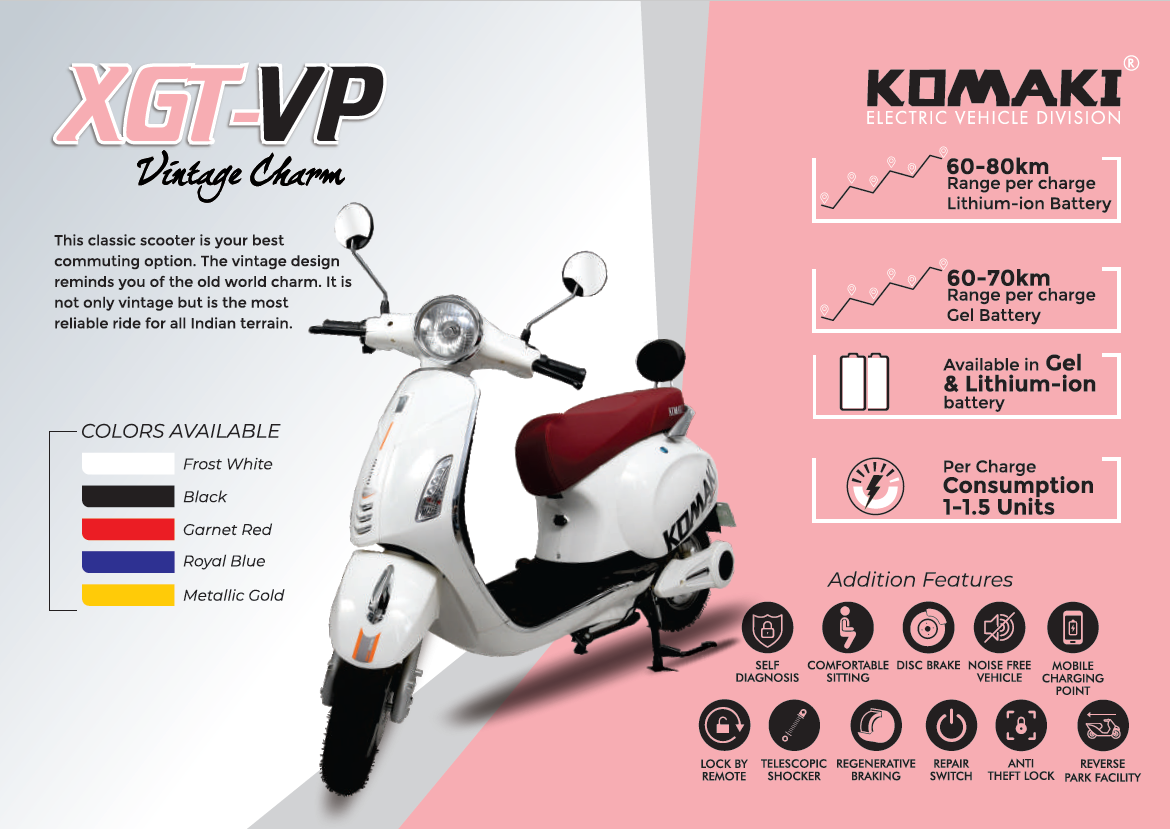 XGT-VP
Vintage Charm
This classic scooter is your best
commuting option. The vintage design
reminds you of the old world charm. It is
not only vintage but is the most
reliable ride for all Indian terrain.
COLORS AVAILABLE
Frost White
Black
Garnet Red
Royal Blue
Metallic Gold
KOMAKI
KOMAKI
KOMAKI®
ELECTRIC VEHICLE DIVISION
60-80km
Range per charge
Lithium-ion Battery
60-70km
Range per charge
Gel Battery
Available in Gel
& Lithium-ion
battery
Per Charge
Consumption
1-1.5 Units
Addition Features
SELF
DIAGNOSIS
COMFORTABLE
SITTING
DISC BRAKE
NOISE FREE
VEHICLE
MOBILE
CHARGING
POINT
LOCK BY
REMOTE
TELESCOPIC
SHOCKER
REGENERATIVE
BRAKING
REPAIR
SWITCH
ANTI
THEFT LOCK
REVERSE
PARK FACILITY